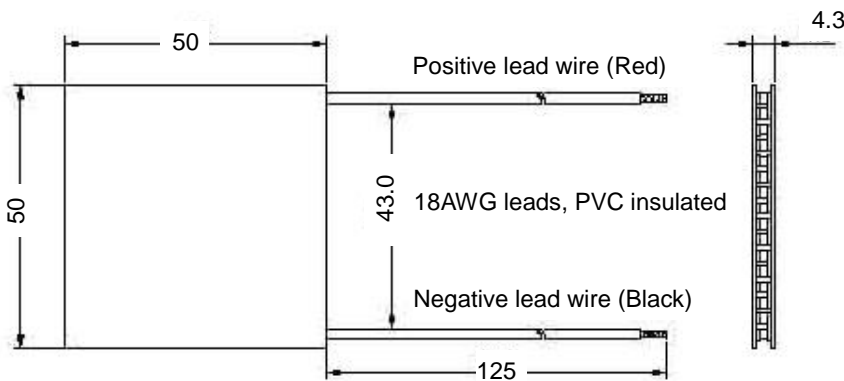 4.3
50
Positive lead wire (Red)
50
43.0
18AWG leads, PVC insulated
Negative lead wire (Black)
125